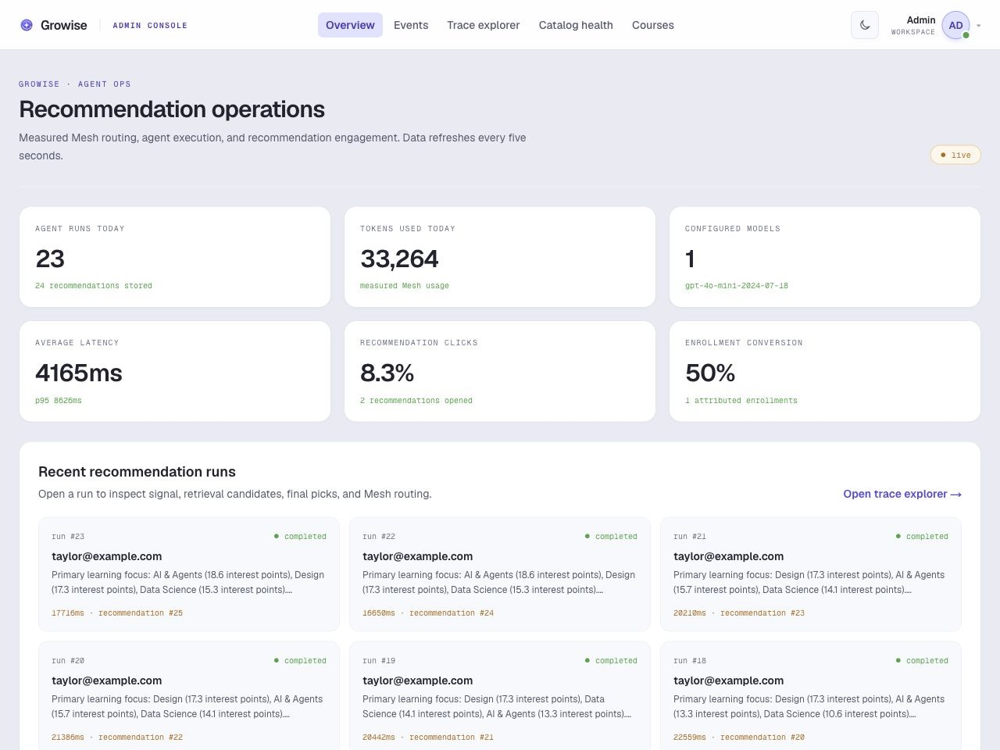 Growise
ADMIN CONSOLE
Overview
Events
Trace explorer
Catalog health
Courses
Admin
WORKSPACE
AD
GROWISE · AGENT OPS
Recommendation operations
Measured Mesh routing, agent execution, and recommendation engagement. Data refreshes every five
seconds.
live
AGENT RUNS TODAY
23
24 recommendations stored
TOKENS USED TODAY
33,264
measured Mesh usage
CONFIGURED MODELS
1
gpt-4o-mini-2024-07-18
AVERAGE LATENCY
4165ms
p95 8626ms
RECOMMENDATION CLICKS
8.3%
2 recommendations opened
ENROLLMENT CONVERSION
50%
1 attributed enrollments
Recent recommendation runs
Open a run to inspect signal, retrieval candidates, final picks, and Mesh routing.
Open trace explorer →
run #23
completed
taylor@example.com
Primary learning focus: AI & Agents (18.6 interest points), Design
(17.3 interest points), Data Science (15.3 interest points)....
17716ms · recommendation #25
run #22
completed
taylor@example.com
Primary learning focus: AI & Agents (18.6 interest points), Design
(17.3 interest points), Data Science (15.3 interest points)....
16650ms · recommendation #24
run #21
completed
taylor@example.com
Primary learning focus: Design (17.3 interest points), AI & Agents
(15.7 interest points), Data Science (14.1 interest points)....
20210ms · recommendation #23
run #20
completed
taylor@example.com
Primary learning focus: Design (17.3 interest points), AI & Agents
(15.7 interest points), Data Science (14.1 interest points)....
21386ms · recommendation #22
run #19
completed
taylor@example.com
Primary learning focus: Design (17.3 interest points), Data
Science (14.1 interest points), AI & Agents (13.3 interest points)....
20442ms · recommendation #21
run #18
completed
taylor@example.com
Primary learning focus: Design (17.3 interest points), AI & Agents
(13.3 interest points), Data Science (10.6 interest points)....
22559ms · recommendation #20